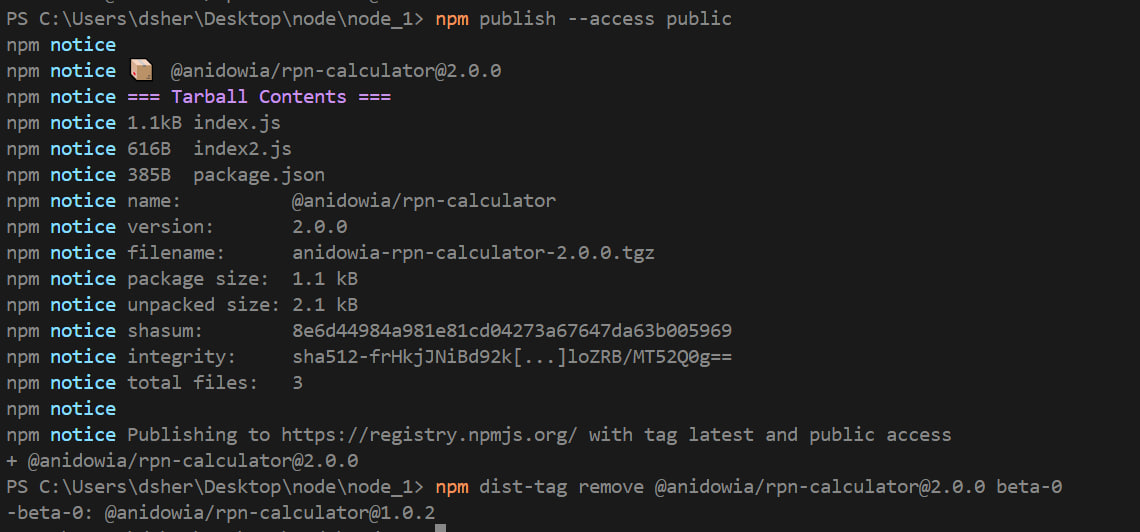 PS C:\Users\dsher\Desktop\node\node_1> npm publish --access public
npm notice
npm notice 📦 @anidowia/rpn-calculator@2.0.0
npm notice === Tarball Contents ===
npm notice 1.1kB index.js
npm notice 616B index2.js
npm notice 385B package.json
npm notice name: @anidowia/rpn-calculator
npm notice version: 2.0.0
npm notice filename: anidowia-rpn-calculator-2.0.0.tgz
npm notice package size: 1.1 kB
npm notice unpacked size: 2.1 kB
npm notice shasum: 8e6d44984a981e81cd04273a67647da63b005969
npm notice integrity: sha512-frHkjJNiBd92k[...]loZRB/MT52Q0g==
npm notice total files: 3
npm notice
npm notice Publishing to https://registry.npmjs.org/ with tag latest and public access
+ @anidowia/rpn-calculator@2.0.0
PS C:\Users\dsher\Desktop\node\node_1> npm dist-tag remove @anidowia/rpn-calculator@2.0.0 beta-0
-beta-0: @anidowia/rpn-calculator@1.0.2